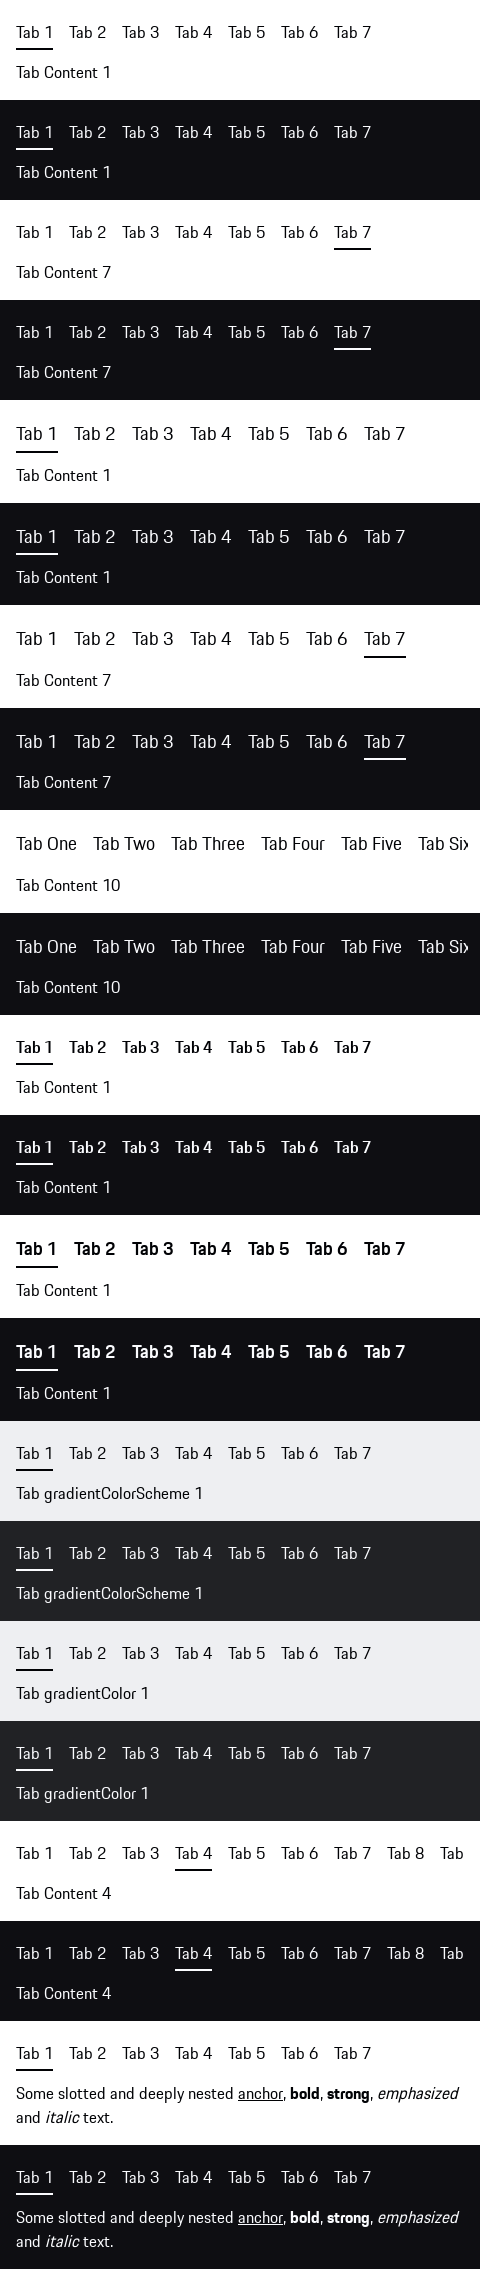 Tab 1 Tab 2 Tab 3 Tab 4 Tab 5 Tab 6 Tab 7
Tab Content 1
Tab 1 Tab 2 Tab 3 Tab 4 Tab 5 Tab 6 Tab 7
Tab Content 1
Tab 1 Tab 2 Tab 3 Tab 4 Tab 5 Tab 6 Tab 7
Tab Content 7
Tab 1 Tab 2 Tab 3 Tab 4 Tab 5 Tab 6 Tab 7
Tab Content 7
Tab 1 Tab 2 Tab 3 Tab 4 Tab 5 Tab 6 Tab 7
Tab Content 1
Tab 1 Tab 2 Tab 3 Tab 4 Tab 5 Tab 6 Tab 7
Tab Content 1
Tab 1 Tab 2 Tab 3 Tab 4 Tab 5 Tab 6 Tab 7
Tab Content 7
Tab 1 Tab 2 Tab 3 Tab 4 Tab 5 Tab 6 Tab 7
Tab Content 7
Tab One Tab Two Tab Three Tab Four Tab Five Tab Six
Tab Content 10
Tab One Tab Two Tab Three Tab Four Tab Five Tab Six
Tab Content 10
Tab 1 Tab 2 Tab 3 Tab 4 Tab 5 Tab 6 Tab 7
Tab Content 1
Tab 1 Tab 2 Tab 3 Tab 4 Tab 5 Tab 6 Tab 7
Tab Content 1
Tab 1 Tab 2 Tab 3 Tab 4 Tab 5 Tab 6 Tab 7
Tab Content 1
Tab 1 Tab 2 Tab 3 Tab 4 Tab 5 Tab 6 Tab 7
Tab Content 1
Tab 1 Tab 2 Tab 3 Tab 4 Tab 5 Tab 6 Tab 7
Tab gradientColorScheme 1
Tab 1 Tab 2 Tab 3 Tab 4 Tab 5 Tab 6 Tab 7
Tab gradientColorScheme 1
Tab 1 Tab 2 Tab 3 Tab 4 Tab 5 Tab 6 Tab 7
Tab gradientColor 1
Tab 1 Tab 2 Tab 3 Tab 4 Tab 5 Tab 6 Tab 7
Tab gradientColor 1
Tab 1 Tab 2 Tab 3 Tab 4 Tab 5 Tab 6 Tab 7 Tab 8 Tab
Tab Content 4
Tab 1 Tab 2 Tab 3 Tab 4 Tab 5 Tab 6 Tab 7 Tab 8 Tab
Tab Content 4
Tab 1 Tab 2 Tab 3 Tab 4 Tab 5 Tab 6 Tab 7
Some slotted and deeply nested anchor, bold, strong, emphasized
and italic text.
Tab 1 Tab 2 Tab 3 Tab 4 Tab 5 Tab 6 Tab 7
Some slotted and deeply nested anchor, bold, strong, emphasized
and italic text.